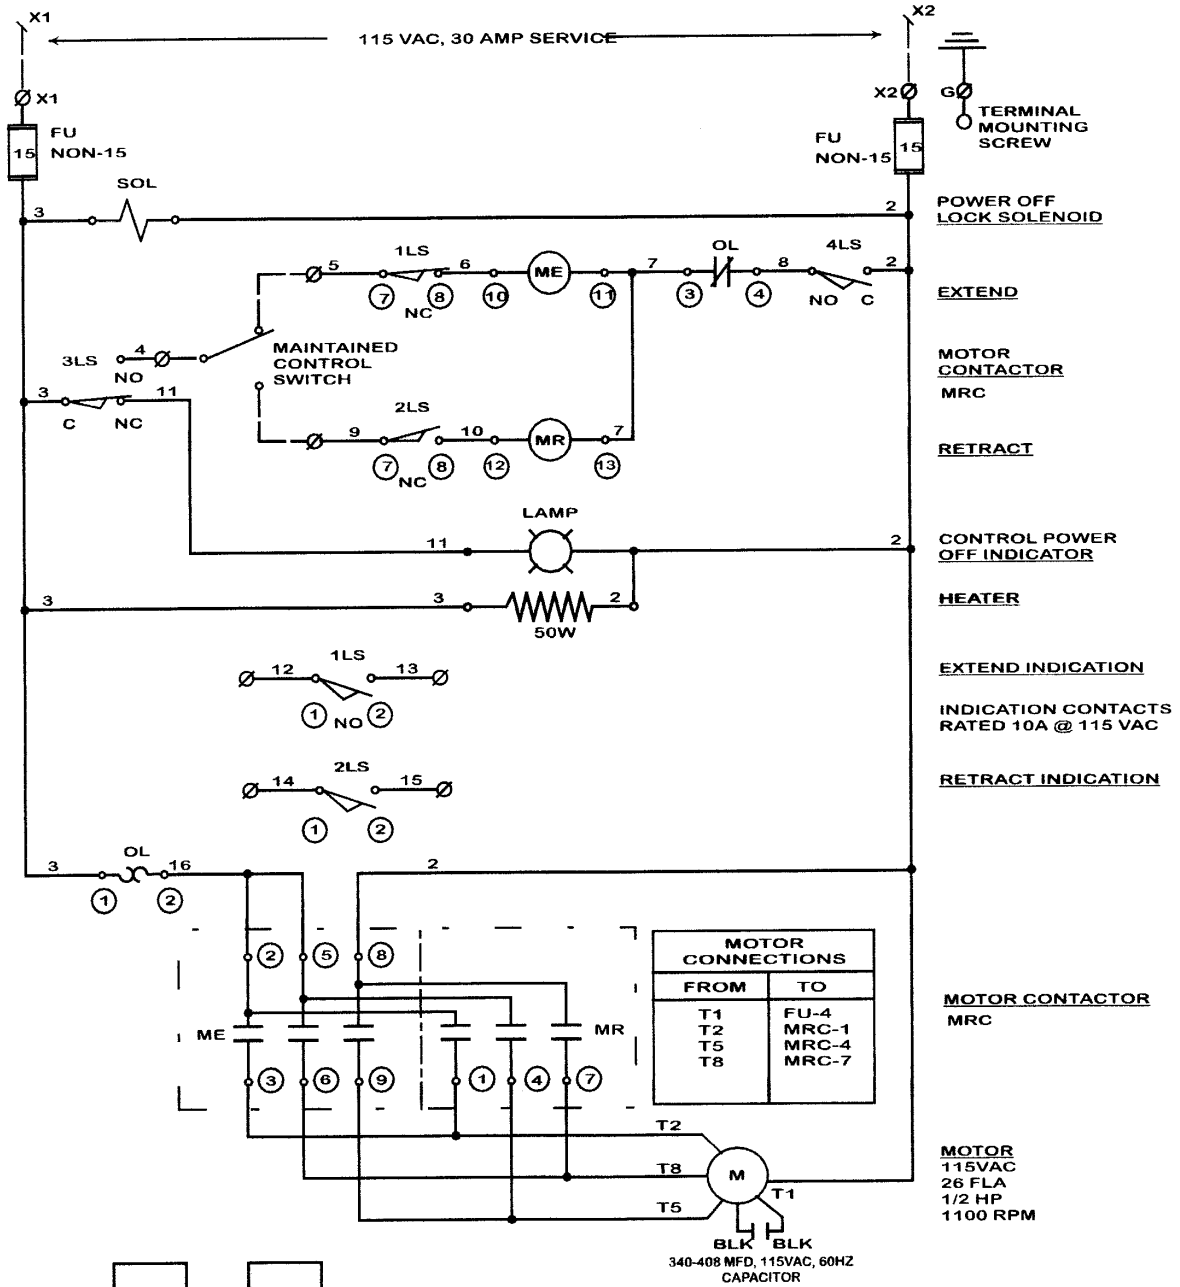 X1
X2
115 VAC, 30 AMP SERVICE
X1
X2
G
FU
NON-15
15
FU
NON-15
15
TERMINAL
MOUNTING
SCREW
SOL
3
2
POWER OFF
LOCK SOLENOID
1LS
OL
4LS
5
6
ME
7
8
2
7
8
NC
10
11
3
4
NO
C
EXTEND
3LS
4
NO
MAINTAINED
CONTROL
SWITCH
MOTOR
CONTACTOR
MRC
3
11
C
NC
2LS
9
10
MR
7
7
8
NC
12
13
RETRACT
LAMP
11
2
CONTROL POWER
OFF INDICATOR
3
3
2
50W
HEATER
1LS
12
13
1
NO
2
EXTEND INDICATION
INDICATION CONTACTS
RATED 10A @ 115 VAC
2LS
14
15
1
2
RETRACT INDICATION
OL
3
16
2
1
2
2
5
8
ME
MR
3
6
9
1
4
7
MOTOR
CONNECTIONS
FROM TO
T1 FU-4
T2 MRC-1
T5 MRC-4
T8 MRC-7
MOTOR CONTACTOR
MRC
T2
T8
M
T1
T5
MOTOR
115VAC
26 FLA
1/2 HP
1100 RPM
BLK BLK
340-408 MFD, 115VAC, 60HZ
CAPACITOR